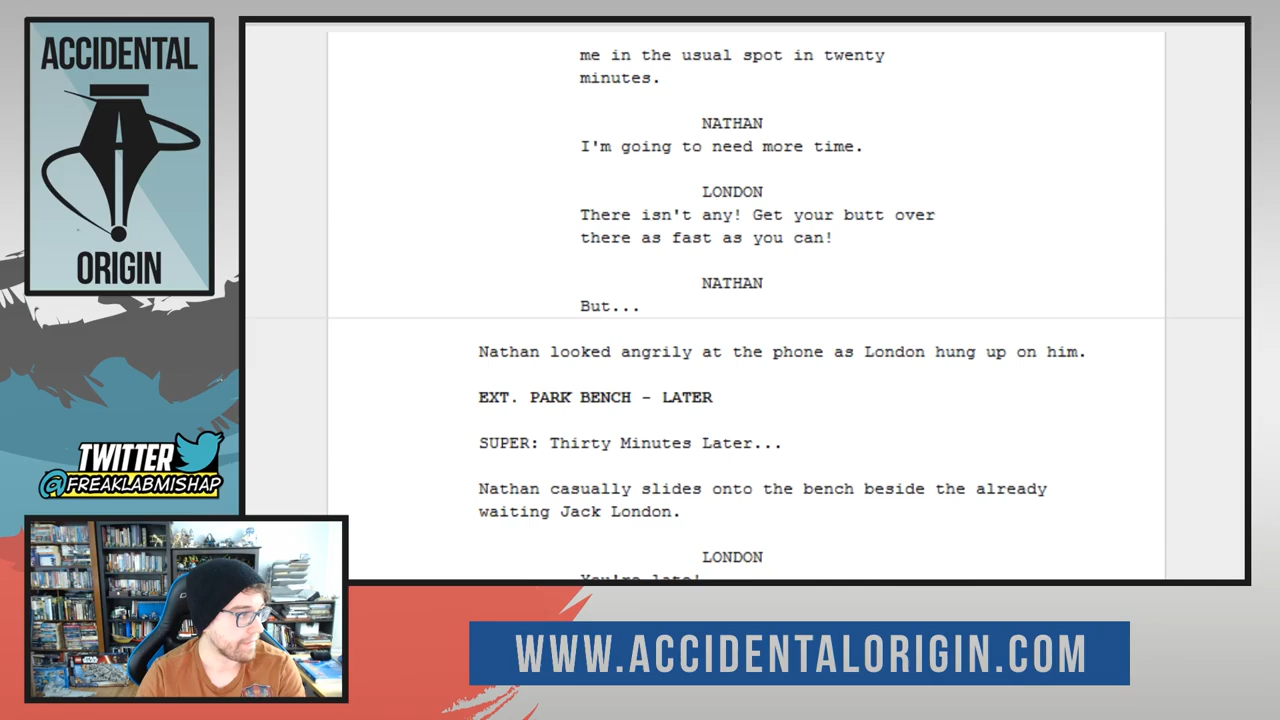 ACCIDENTAL
ORIGIN
me in the usual spot in twenty
minutes.
NATHAN
I'm going to need more time.
LONDON
There isn't any! Get your butt over
there as fast as you can!
NATHAN
But...
Nathan looked angrily at the phone as London hung up on him.
EXT. PARK BENCH - LATER
SUPER: Thirty Minutes Later...
Nathan casually slides onto the bench beside the already
waiting Jack London.
LONDON
You're late!
TWITTER
@FREAKLABMISHAP
WWW.ACCIDENTALORIGIN.COM